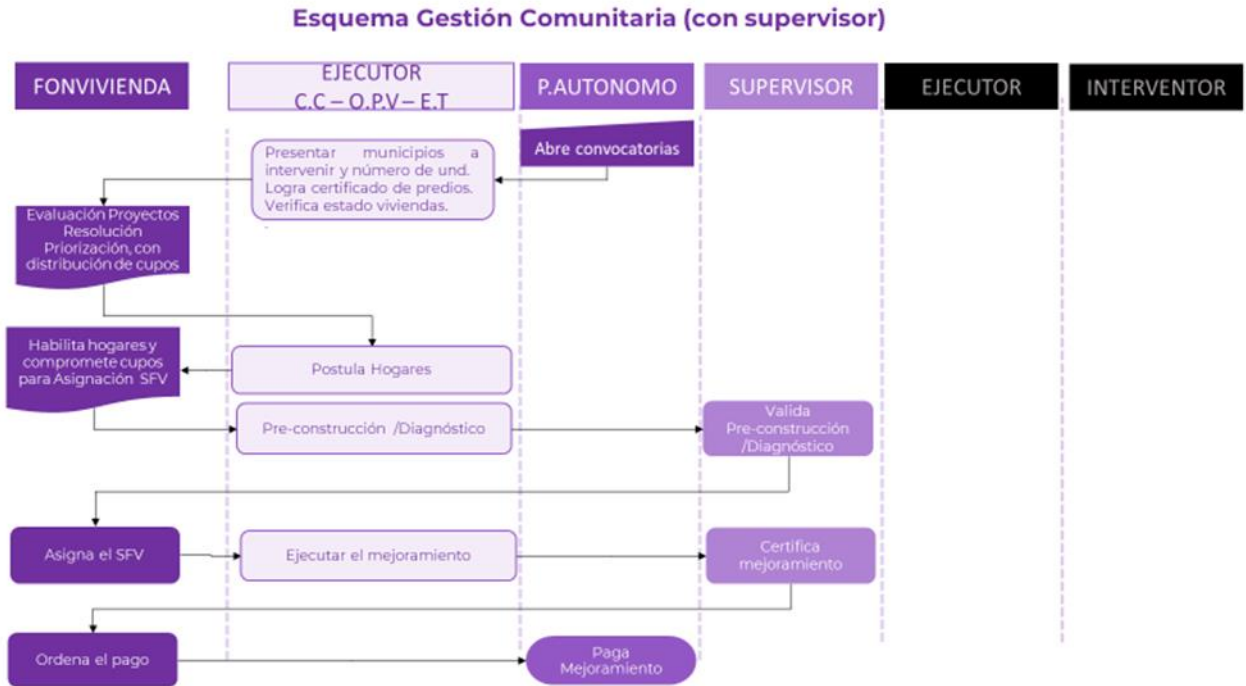 Esquema Gestión Comunitaria (con supervisor)
FONVIVIENDA
EJECUTOR
C.C – O.P.V – E.T
P.AUTONOMO
SUPERVISOR
EJECUTOR
INTERVENTOR
Abre convocatorias
Presentar municipios a
intervenir y número de und.
Logra certificado de predios.
Verifica estado viviendas.
.
Evaluación Proyectos
Resolución
Priorización, con
distribución de cupos
Habilita hogares y
compromete cupos
para Asignación SFV
Postula Hogares
Pre-construcción /Diagnóstico
Valida
Pre-construcción
/Diagnóstico
Asigna el SFV
Ejecutar el mejoramiento
Certifica
mejoramiento
Ordena el pago
Paga
Mejoramiento